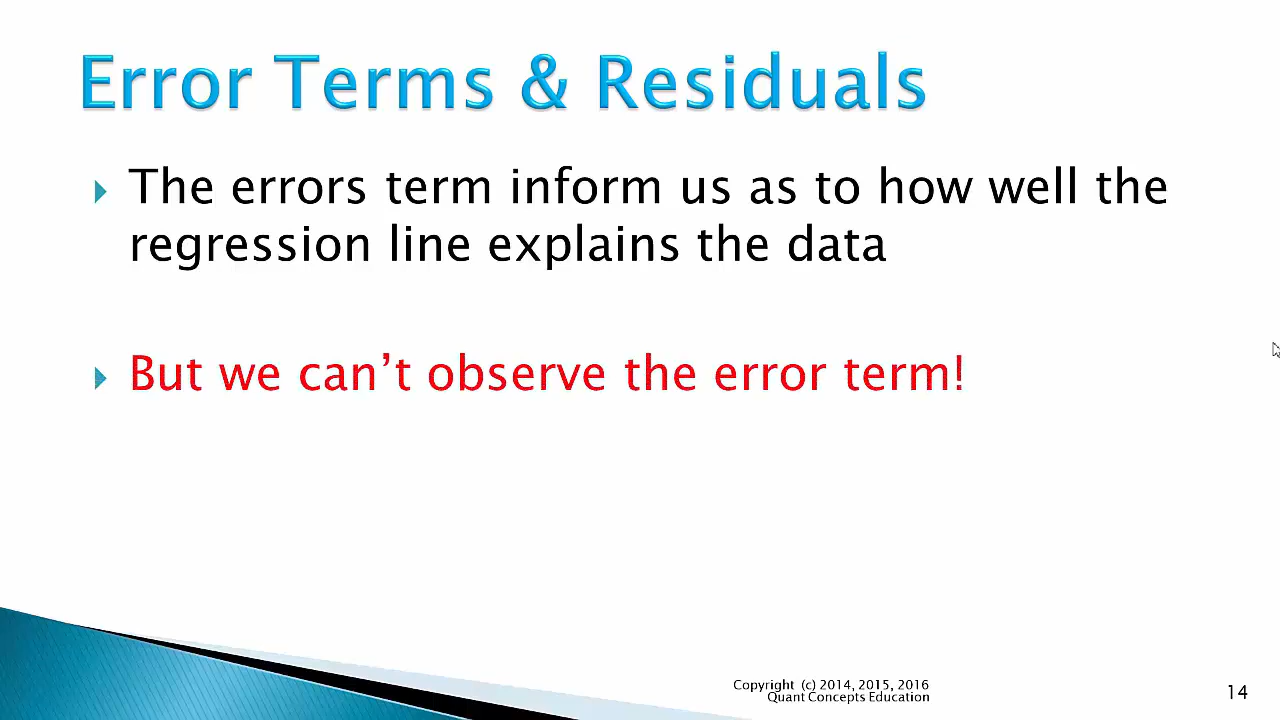 Error Terms & Residuals
The errors term inform us as to how well the
regression line explains the data
But we can’t observe the error term!
Copyright (c) 2014, 2015, 2016
Quant Concepts Education
14